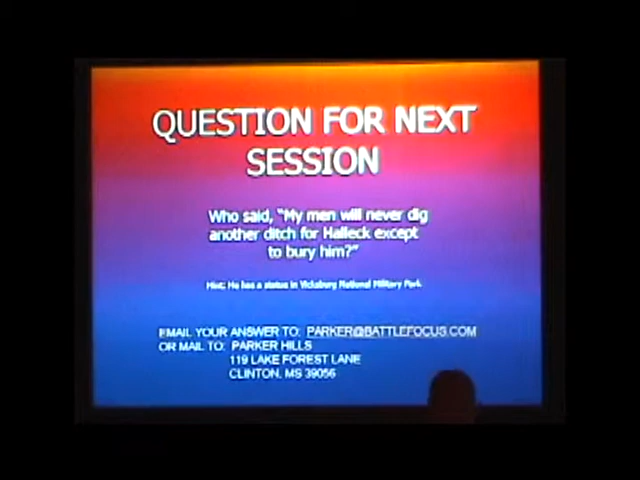 QUESTION FOR NEXT
SESSION
Who said, "My men will never dig
another ditch for Halleck except
to bury him?"
Hint: He has a statue in Vicksburg National Military Park.
EMAIL YOUR ANSWER TO: PARKER@BATTLEFOCUS.COM
OR MAIL TO: PARKER HILLS
119 LAKE FOREST LANE
CLINTON, MS 39056